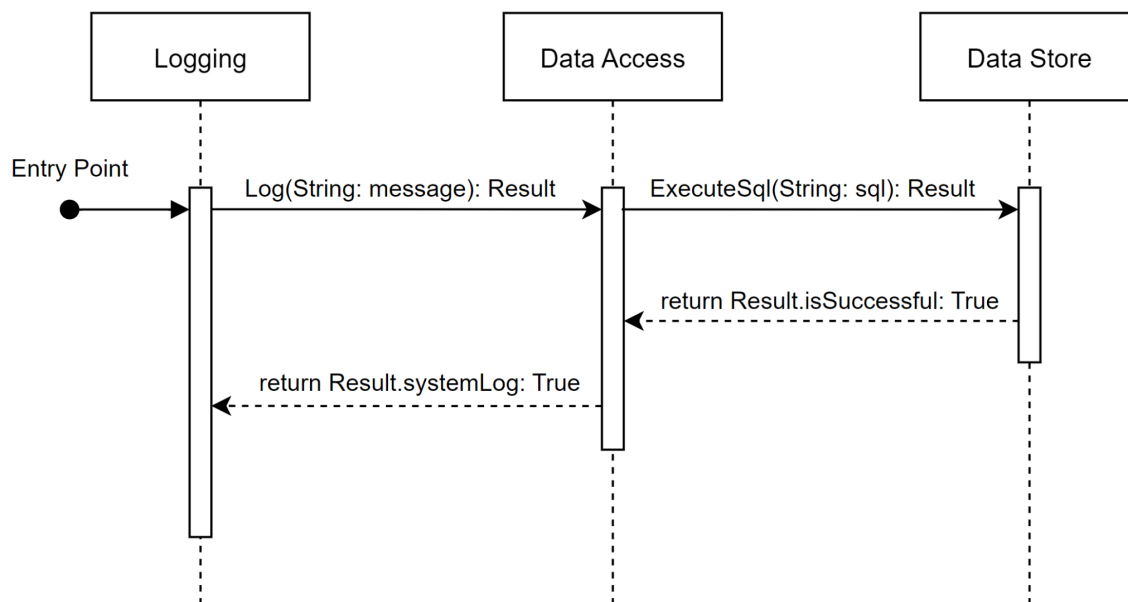 Logging
Data Access
Data Store
Entry Point
Log(String: message): Result
ExecuteSql(String: sql): Result
return Result.isSuccessful: True
return Result.systemLog: True